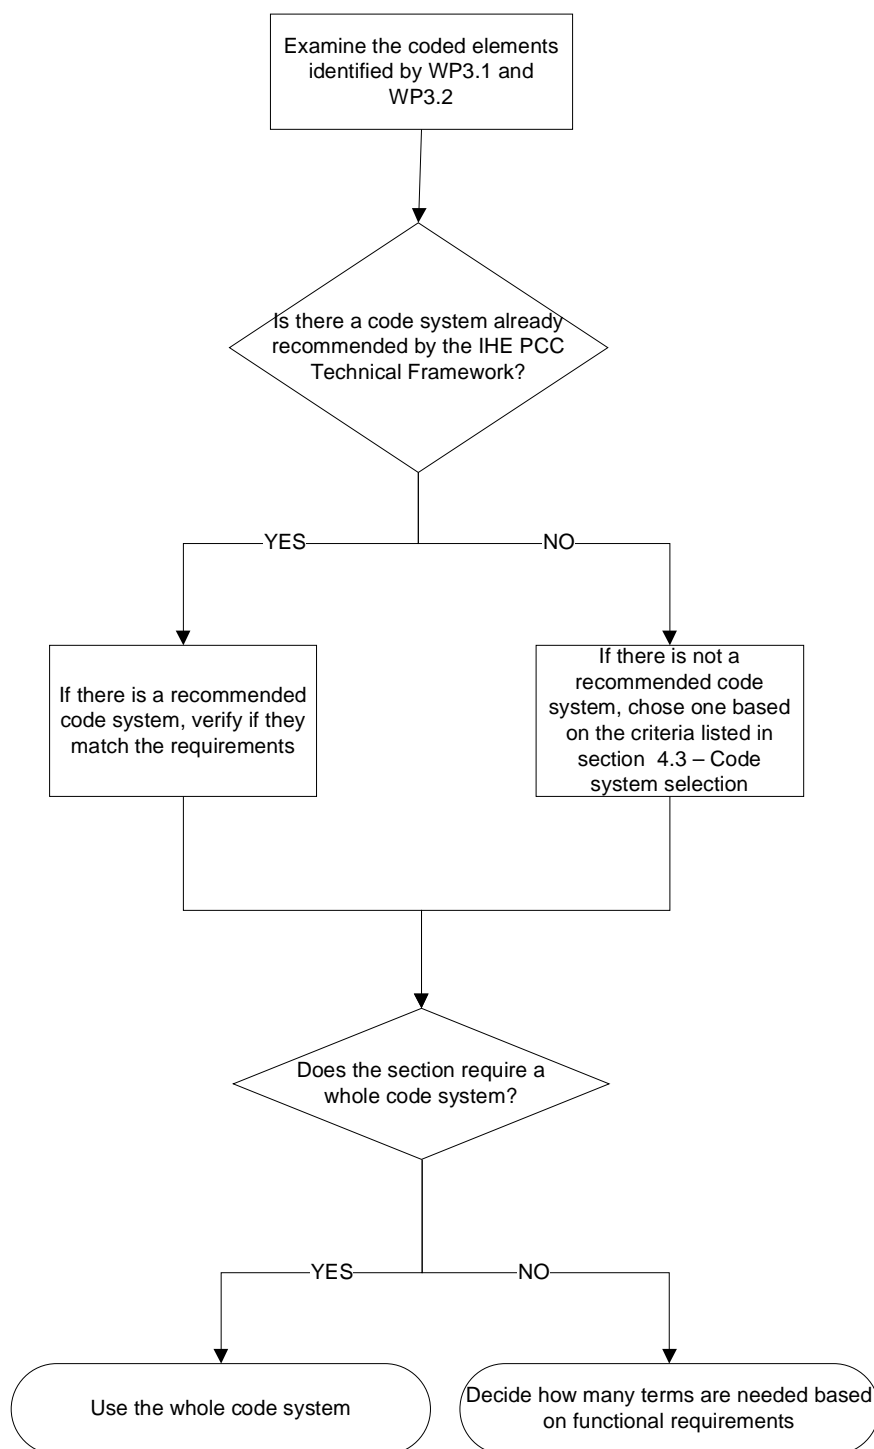 Examine the coded elements
identified by WP3.1 and
WP3.2
Is there a code system already
recommended by the IHE PCC
Technical Framework?
YES
NO
If there is a recommended
code system, verify if they
match the requirements
If there is not a
recommended code
system, chose one based
on the criteria listed in
section  4.3 – Code
system selection
Does the section require a
whole code system?
YES
NO
Use the whole code system
Decide how many terms are needed based
on functional requirements